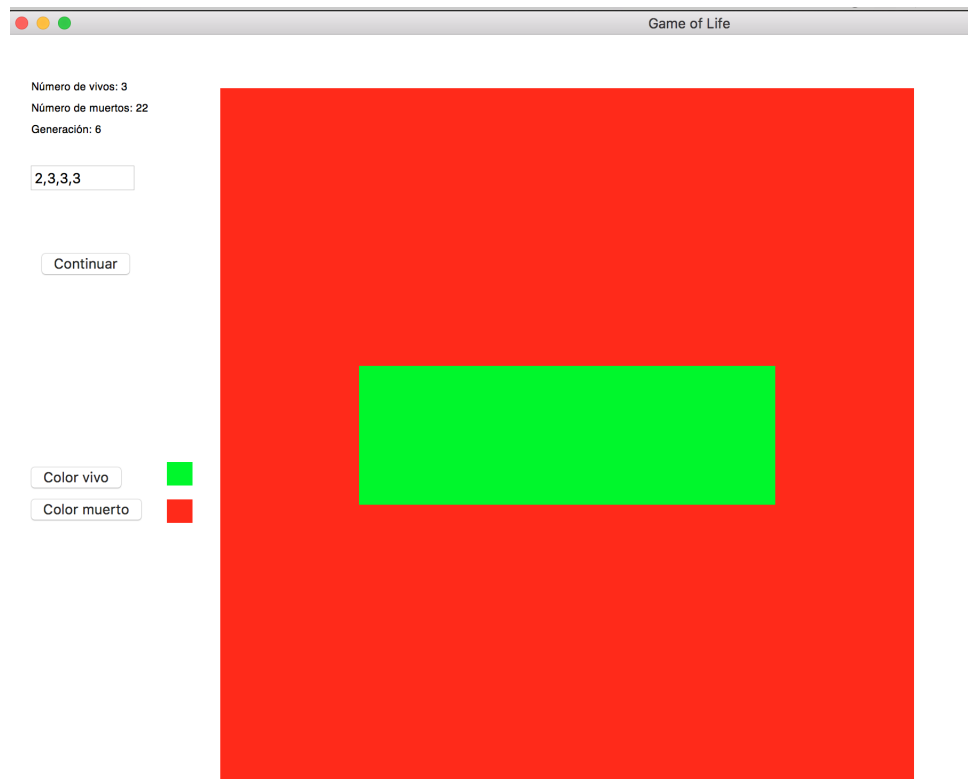 Game of Life
Número de vivos: 3
Número de muertos: 22
Generación: 6
2,3,3,3
Continuar
Color vivo
Color muerto